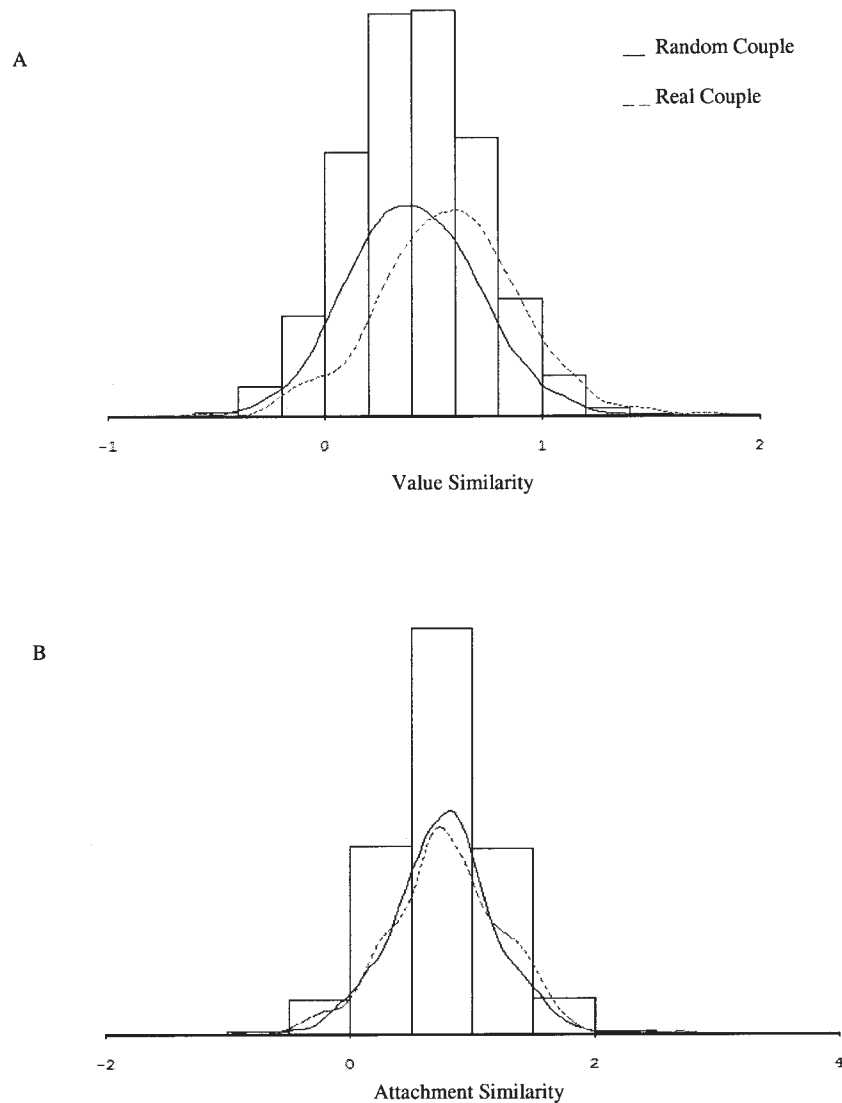 A
— Random Couple
-- Real Couple
-1 0 1 2
Value Similarity
B
-2 0 2 4
Attachment Similarity